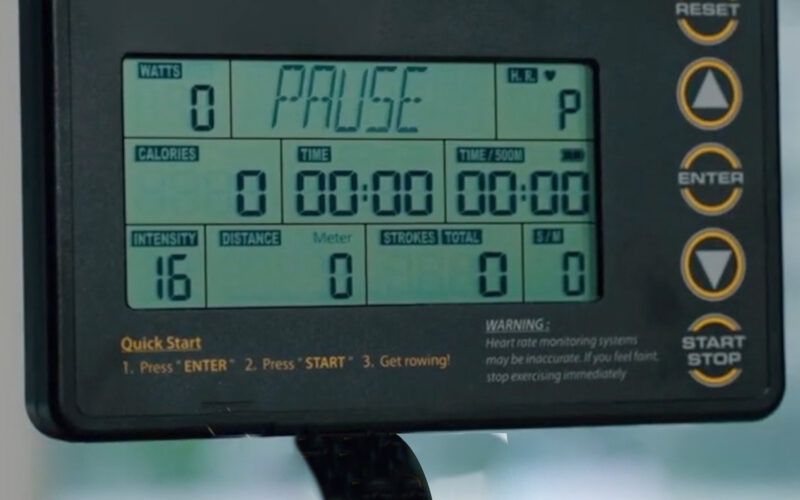 RESET
WATTS
0
PAUSE
H.R.
P
CALORIES
0
TIME
00:00
TIME/500M
00:00
ENTER
INTENSITY
16
DISTANCE Meter
0
STROKES TOTAL
0
S/M
0
START
STOP
Quick Start
1. Press "ENTER" 2. Press "START" 3. Get rowing!
WARNING:
Heart rate monitoring systems
may be inaccurate. If you feel faint,
stop exercising immediately